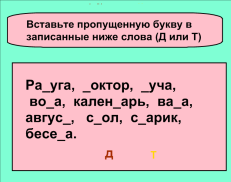 Вставьте пропущенную букву в
записанные ниже слова (Д или Т)
Ра_уга, _октор, _уча,
во_а, кален_арь, ва_а,
авгус_, с_ол, с_арик,
бесе_а.
Д Т